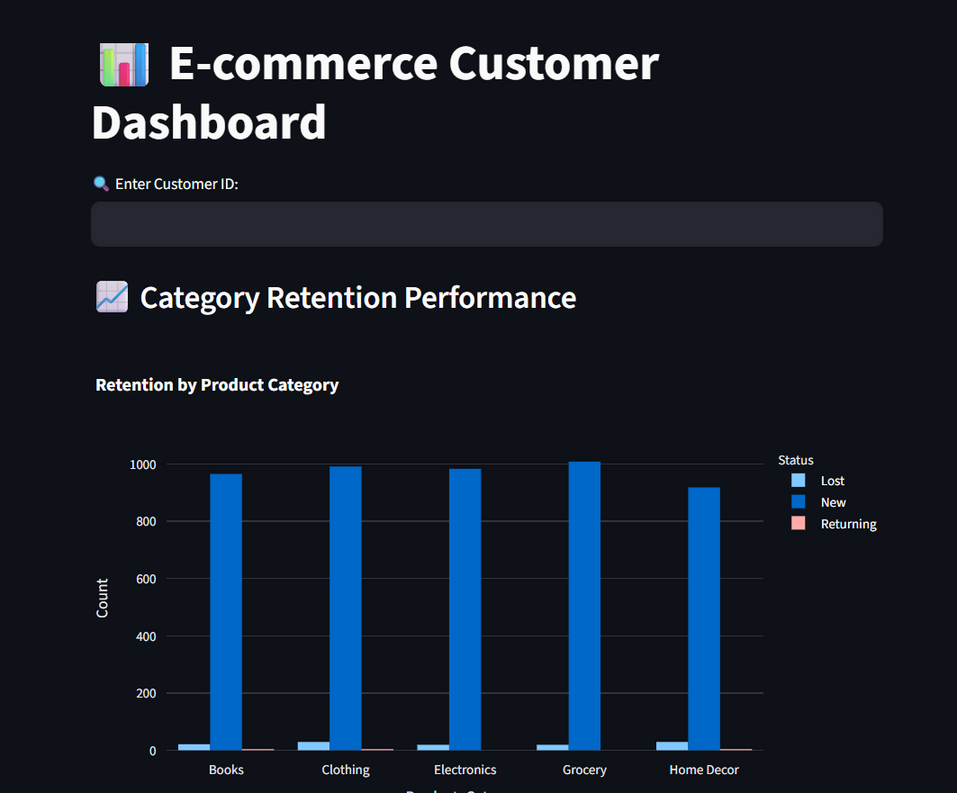 E-commerce Customer
Dashboard
Enter Customer ID:
Category Retention Performance
Retention by Product Category
1000
800
600
400
200
0
Count
Status
Lost
New
Returning
Books Clothing Electronics Grocery Home Decor